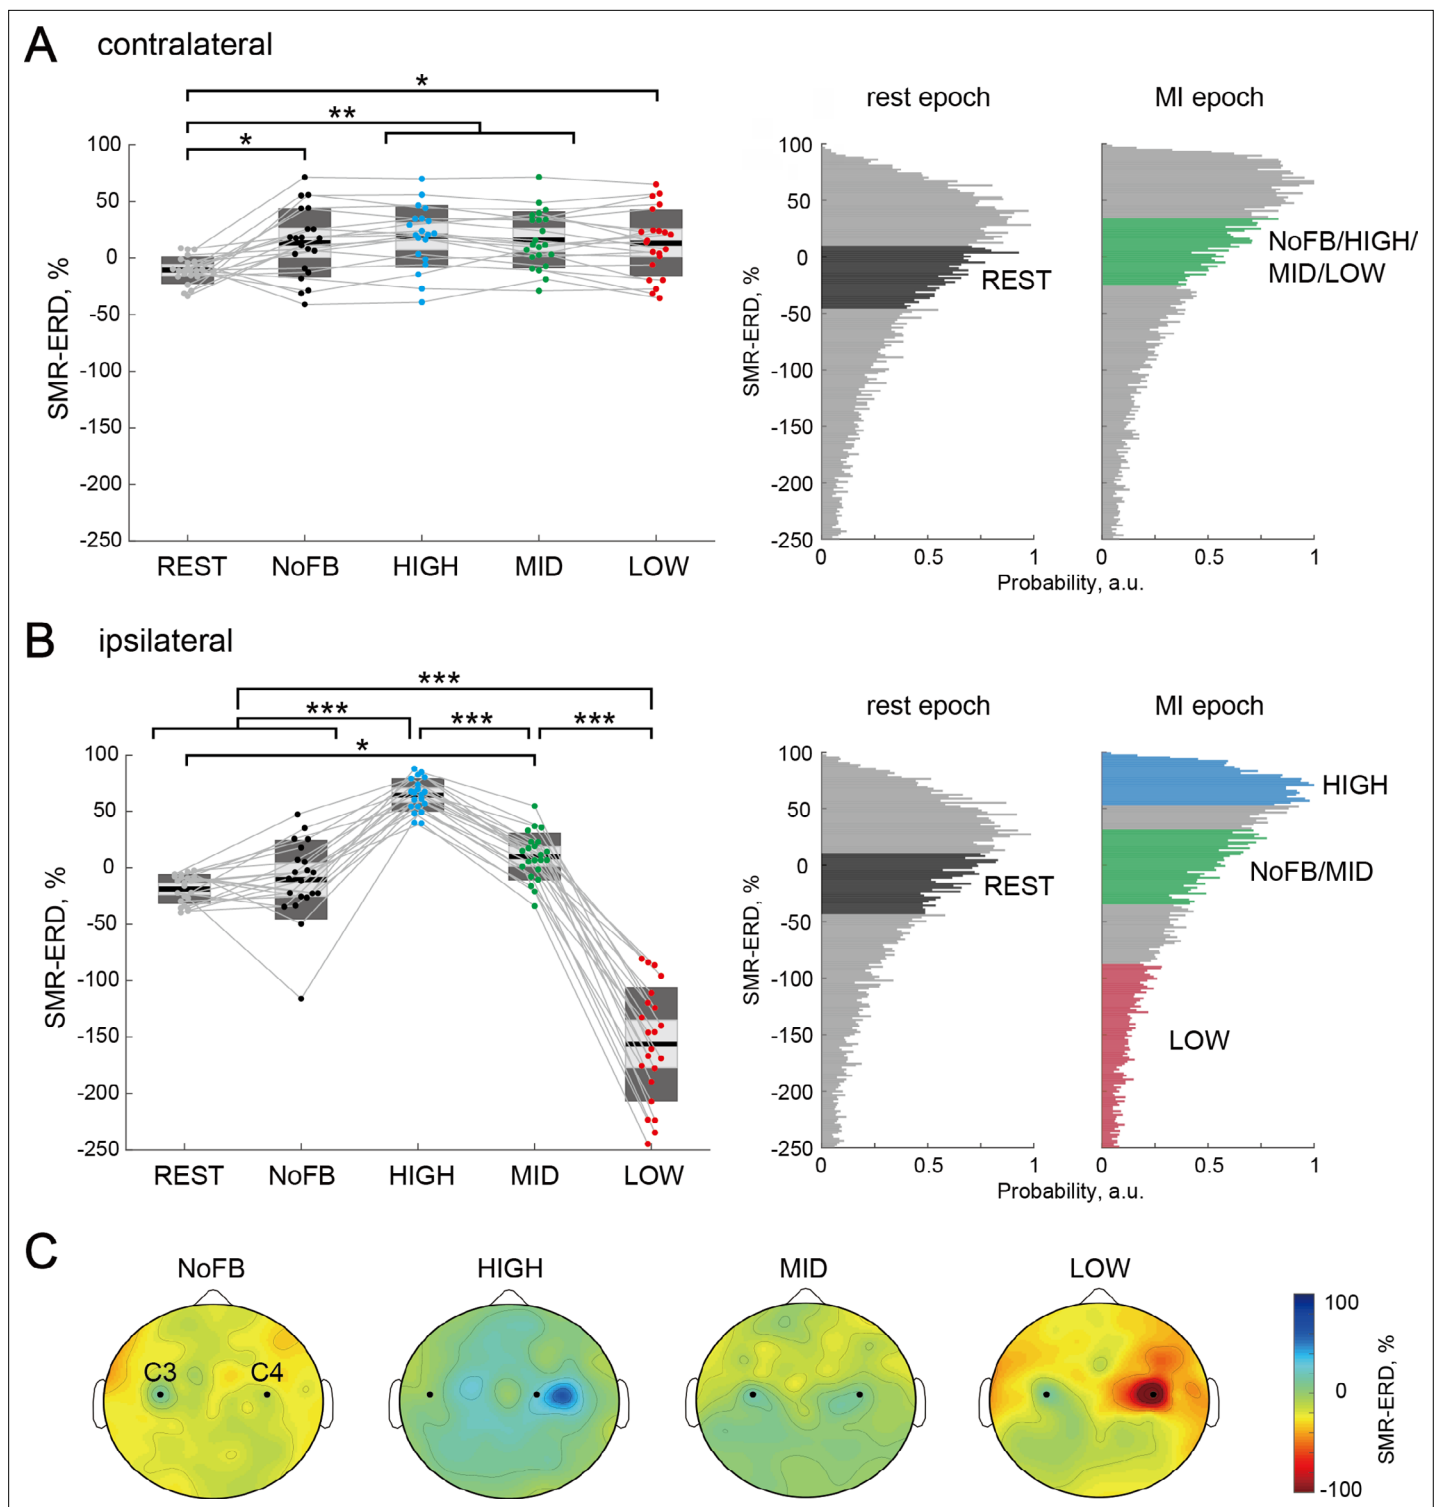 A contralateral
*
**
*
100
50
0
-50
-100
-150
-200
-250
SMR-ERD, %
REST NoFB HIGH MID LOW
rest epoch
100
50
0
-50
-100
-150
-200
-250
SMR-ERD, %
REST
0 0.5 1
MI epoch
NoFB/HIGH/
MID/LOW
0 0.5 1
Probability, a.u.
B ipsilateral
***
*** *** ***
*
100
50
0
-50
-100
-150
-200
-250
SMR-ERD, %
REST NoFB HIGH MID LOW
rest epoch
100
50
0
-50
-100
-150
-200
-250
SMR-ERD, %
REST
0 0.5 1
MI epoch
HIGH
NoFB/MID
LOW
0 0.5 1
Probability, a.u.
C
NoFB HIGH MID LOW
C3 C4
100
0
-100
SMR-ERD, %